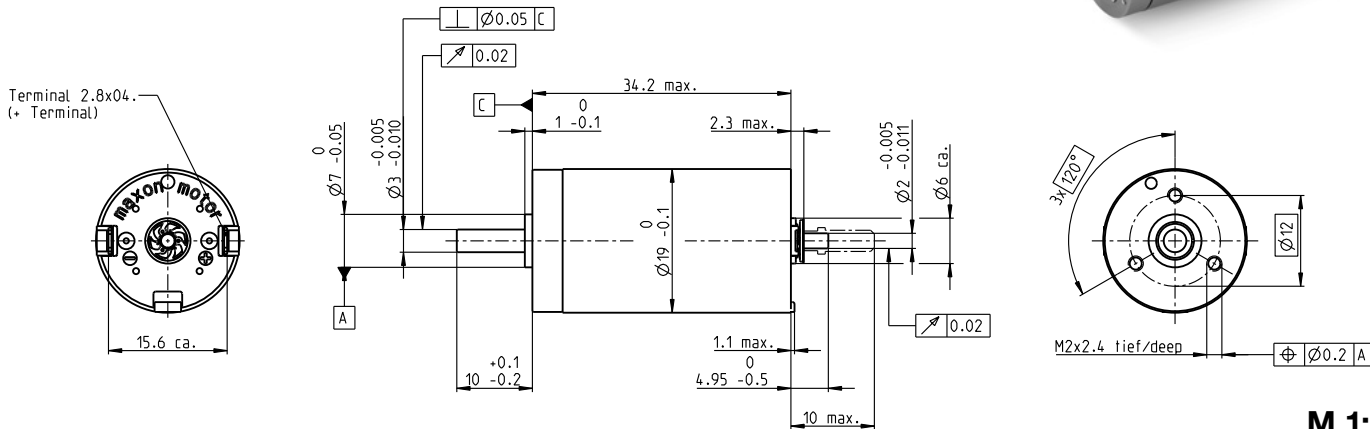 ⊥ Ø0.05 C
↗ 0.02
Terminal 2.8x04.
(+ Terminal)
34.2 max.
C
0
1 -0.1
2.3 max.
0
Ø7 -0.05
-0.005
Ø3 -0.010
0
Ø19 -0.1
-0.005
Ø2 -0.011
Ø6 ca.
maxon motor
A
15.6 ca.
+0.1
10 -0.2
1.1 max.
0
4.95 -0.5
10 max.
↗ 0.02
3x 120°
Ø12
M2x2.4 tief/deep
⌖ Ø0.2 A
M 1: